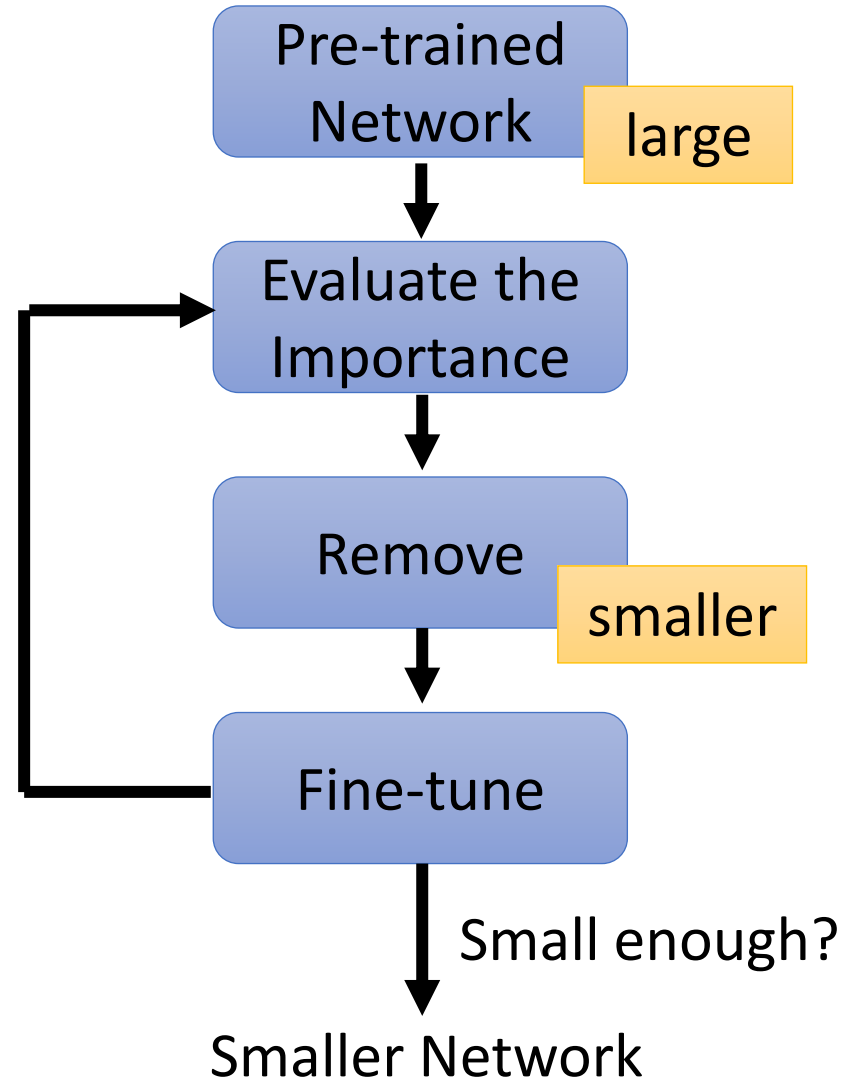 Pre-trained
Network
large
Evaluate the
Importance
Remove
smaller
Fine-tune
Small enough?
Smaller Network